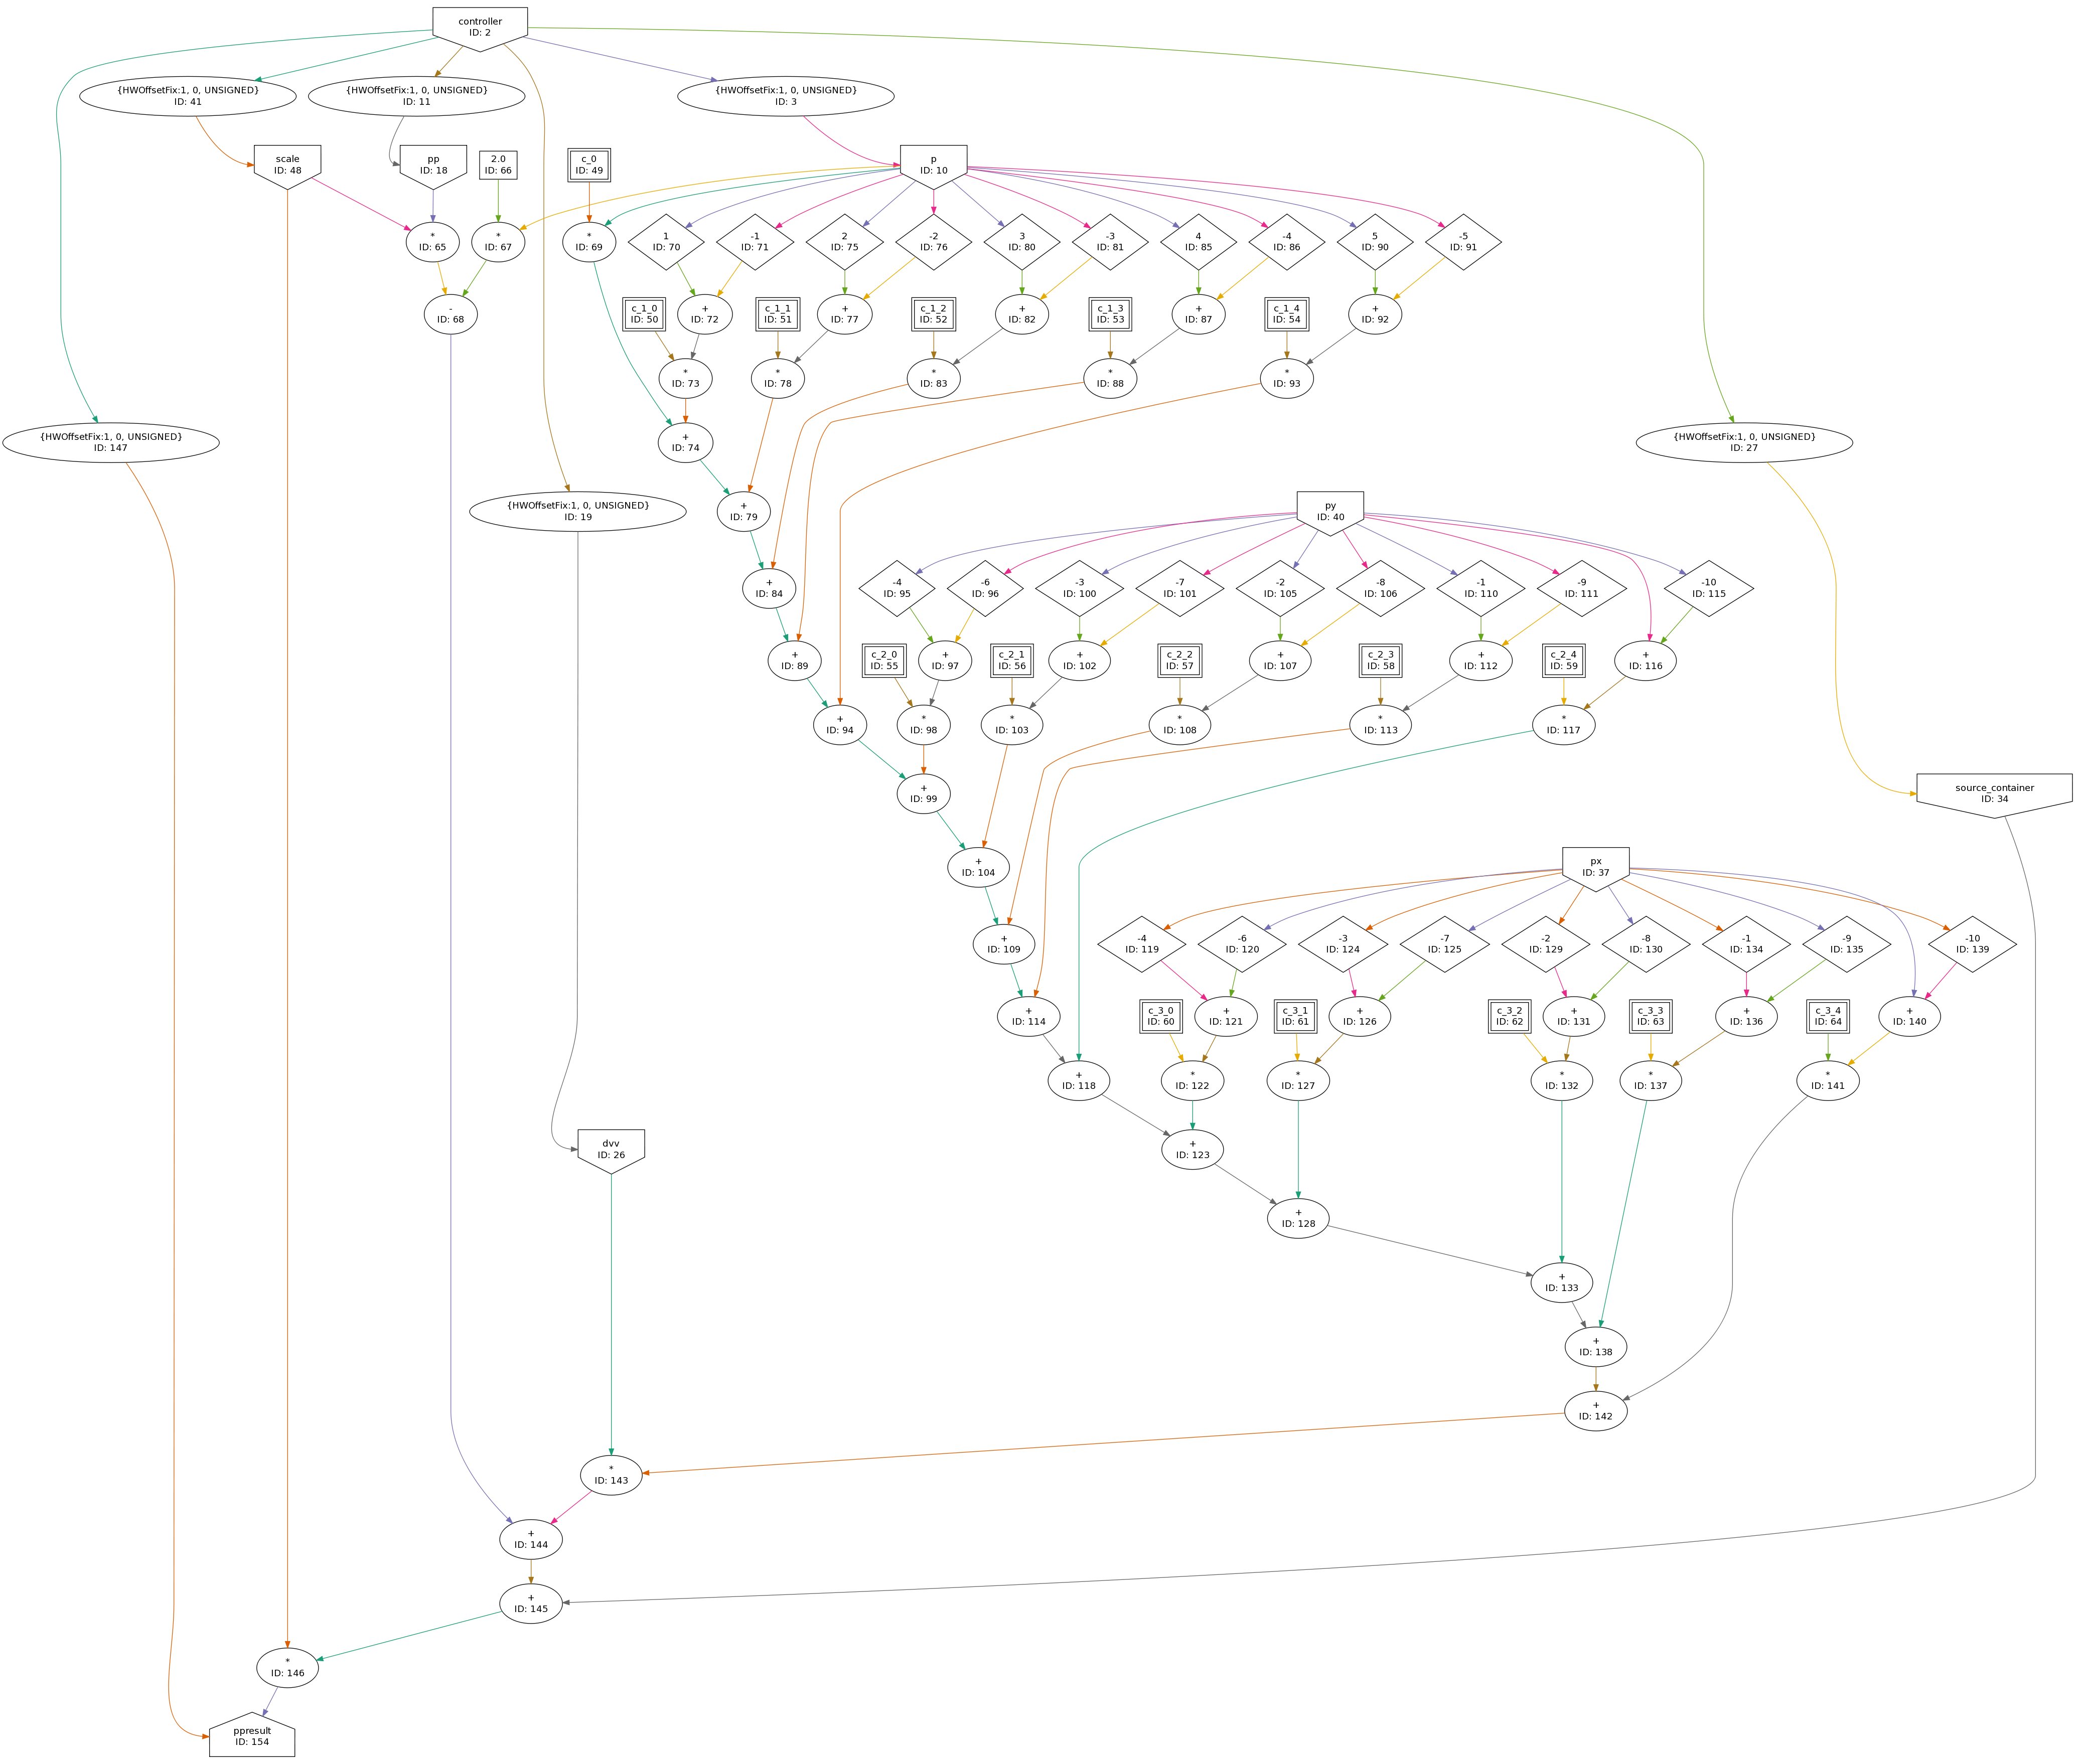 controller
ID: 2
{HWOffsetFix:1, 0, UNSIGNED}
ID: 41
{HWOffsetFix:1, 0, UNSIGNED}
ID: 11
{HWOffsetFix:1, 0, UNSIGNED}
ID: 3
scale
ID: 48
pp
ID: 18
2.0
ID: 66
c_0
ID: 49
p
ID: 10
*
ID: 65
*
ID: 67
*
ID: 69
1
ID: 70
-1
ID: 71
2
ID: 75
-2
ID: 76
3
ID: 80
-3
ID: 81
4
ID: 85
-4
ID: 86
5
ID: 90
-5
ID: 91
-
ID: 68
c_1_0
ID: 50
+
ID: 72
c_1_1
ID: 51
+
ID: 77
c_1_2
ID: 52
+
ID: 82
c_1_3
ID: 53
+
ID: 87
c_1_4
ID: 54
+
ID: 92
*
ID: 73
*
ID: 78
*
ID: 83
*
ID: 88
*
ID: 93
{HWOffsetFix:1, 0, UNSIGNED}
ID: 147
+
ID: 74
{HWOffsetFix:1, 0, UNSIGNED}
ID: 27
{HWOffsetFix:1, 0, UNSIGNED}
ID: 19
+
ID: 79
py
ID: 40
+
ID: 84
-4
ID: 95
-6
ID: 96
-3
ID: 100
-7
ID: 101
-2
ID: 105
-8
ID: 106
-1
ID: 110
-9
ID: 111
-10
ID: 115
+
ID: 89
c_2_0
ID: 55
+
ID: 97
c_2_1
ID: 56
+
ID: 102
c_2_2
ID: 57
+
ID: 107
c_2_3
ID: 58
+
ID: 112
c_2_4
ID: 59
+
ID: 116
+
ID: 94
*
ID: 98
*
ID: 103
*
ID: 108
*
ID: 113
*
ID: 117
+
ID: 99
source_container
ID: 34
+
ID: 104
px
ID: 37
+
ID: 109
-4
ID: 119
-6
ID: 120
-3
ID: 124
-7
ID: 125
-2
ID: 129
-8
ID: 130
-1
ID: 134
-9
ID: 135
-10
ID: 139
+
ID: 114
c_3_0
ID: 60
+
ID: 121
c_3_1
ID: 61
+
ID: 126
c_3_2
ID: 62
+
ID: 131
c_3_3
ID: 63
+
ID: 136
c_3_4
ID: 64
+
ID: 140
+
ID: 118
*
ID: 122
*
ID: 127
*
ID: 132
*
ID: 137
*
ID: 141
dvv
ID: 26
+
ID: 123
+
ID: 128
+
ID: 133
+
ID: 138
+
ID: 142
*
ID: 143
+
ID: 144
+
ID: 145
*
ID: 146
ppresult
ID: 154